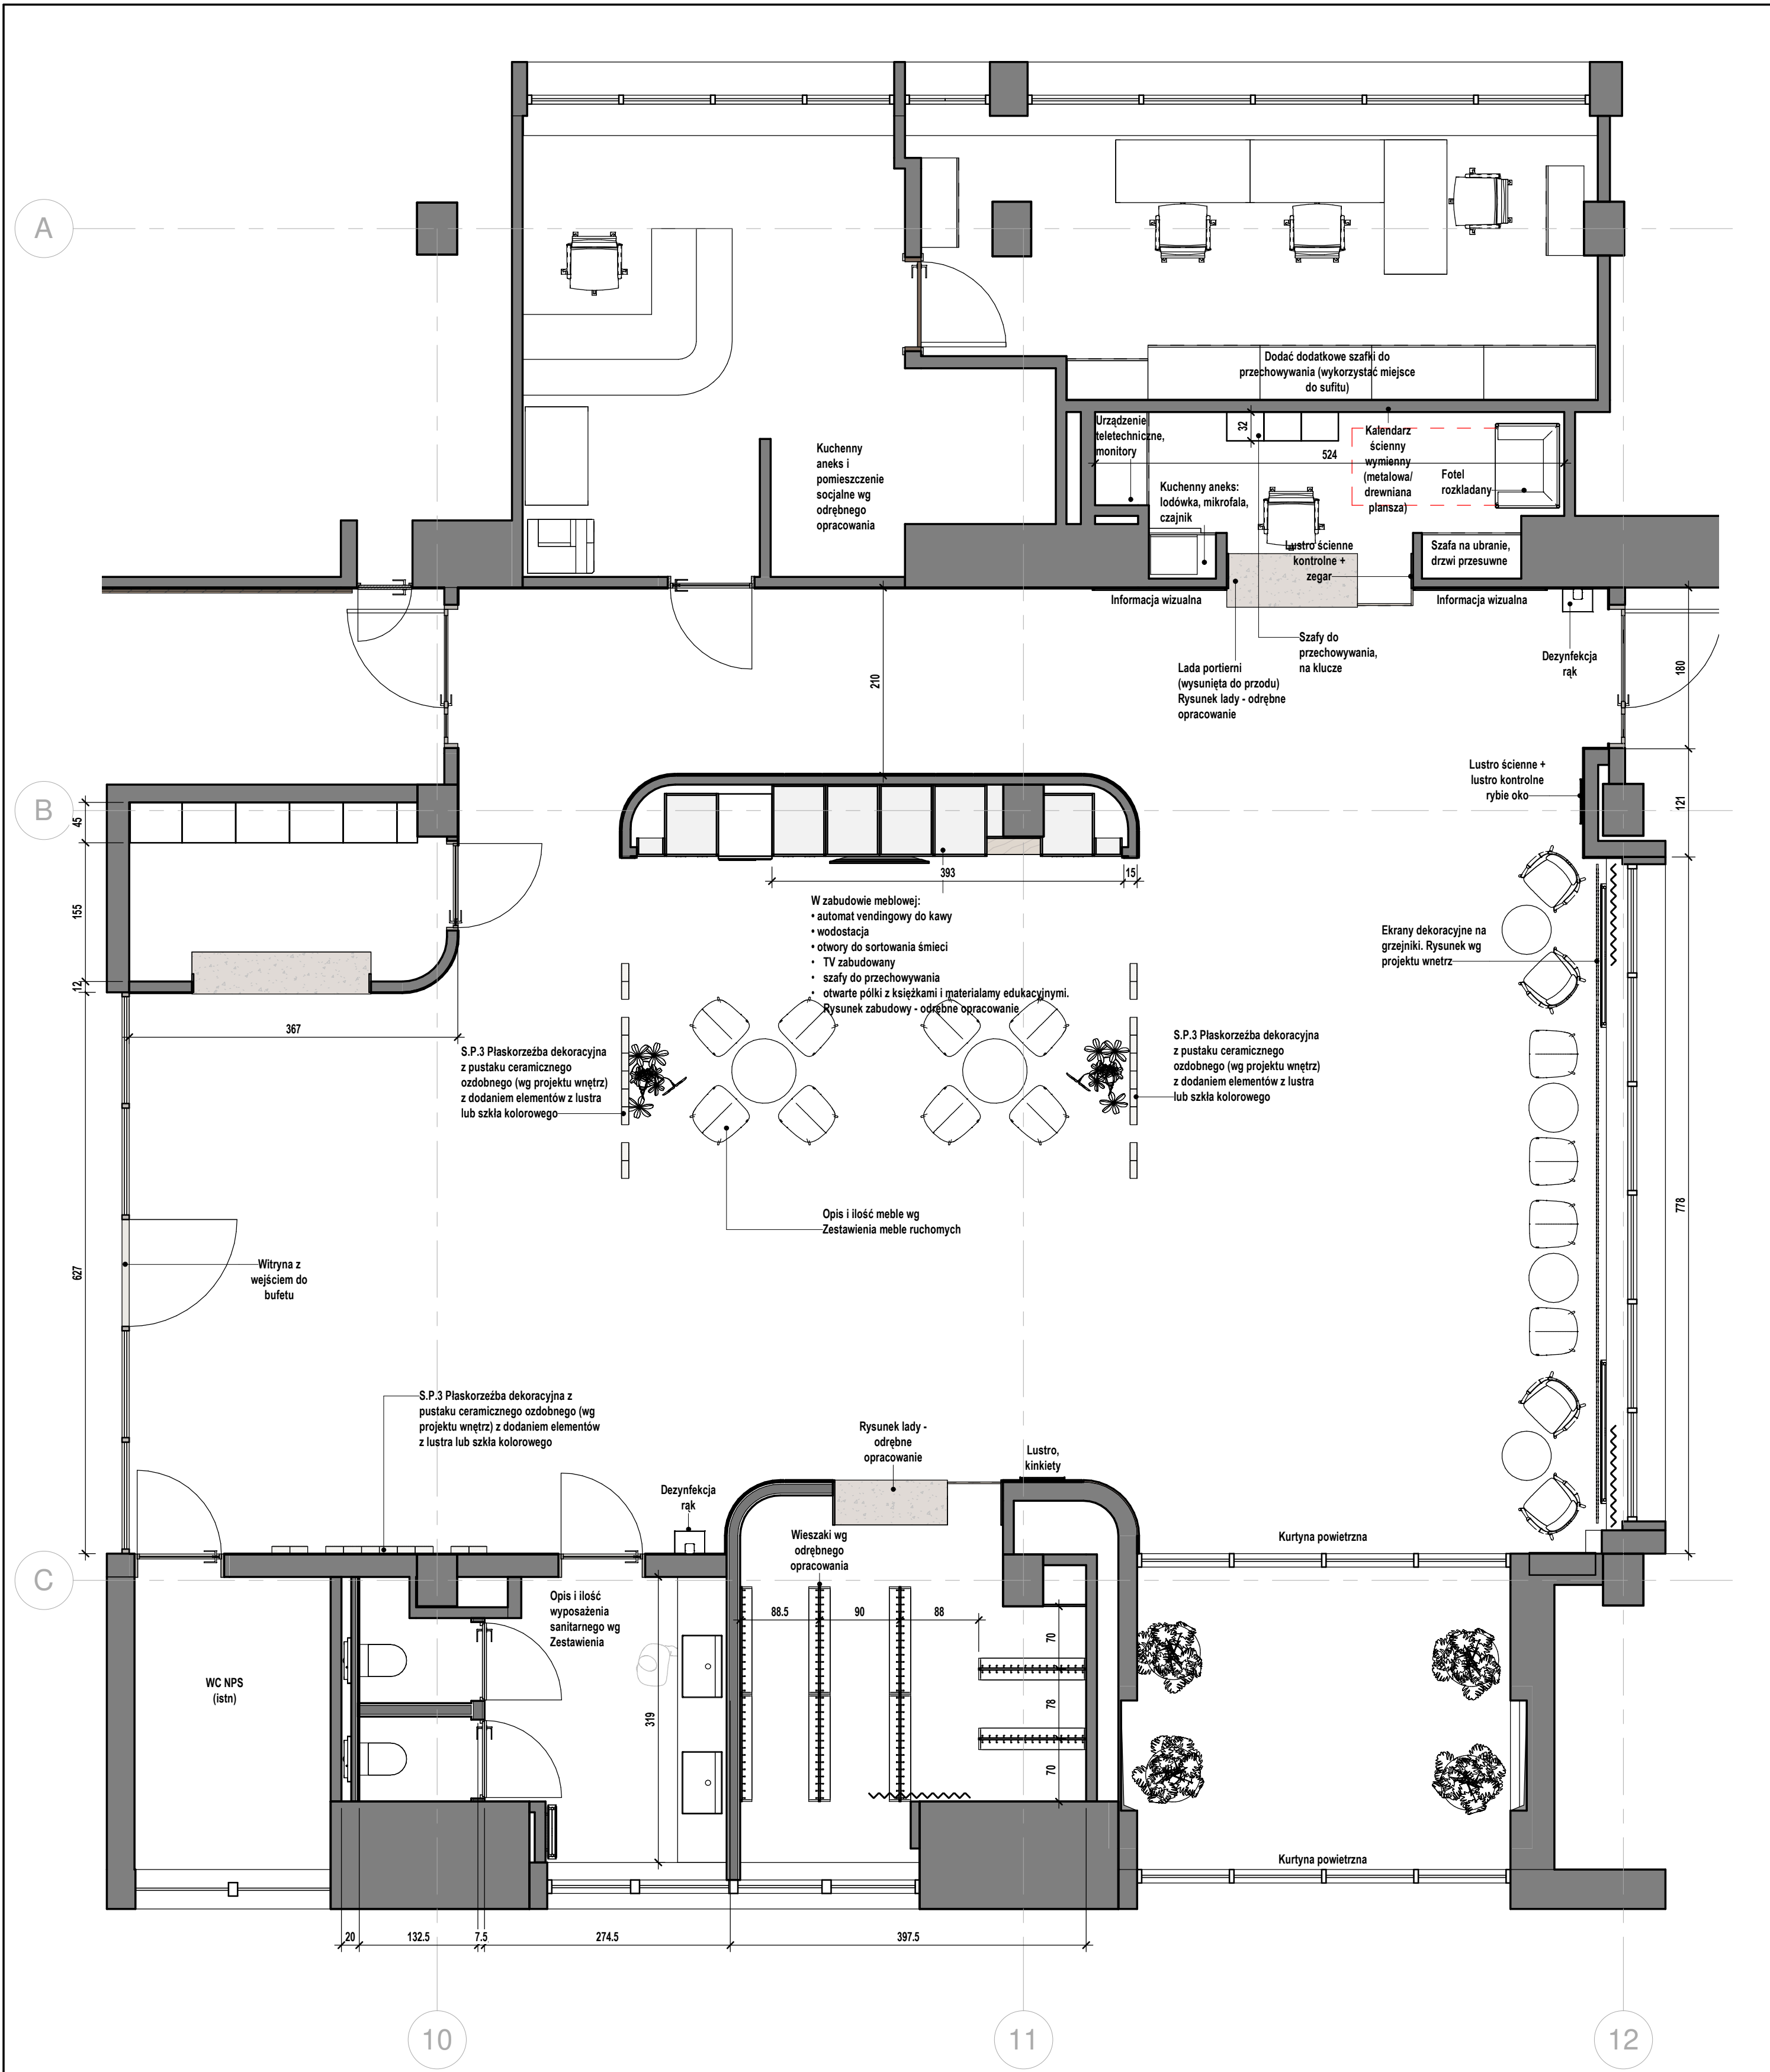 A
Dodać dodatkowe szafki do
przechowywania (wykorzystać miejsce
do sufitu)
Kuchenny
aneks i
pomieszczenie
socjalne wg
odrębnego
opracowania
Urządzenie
teletechniczne,
monitory
32
524
Kalendarz
ścienny
wymienny
(metalowa/
drewniana
plansza)
Fotel
rozkladany
Kuchenny aneks:
lodówka, mikrofala,
czajnik
Lustro ścienne
kontrolne +
zegar
Szafa na ubranie,
drzwi przesuwne
Informacja wizualna
Informacja wizualna
Szafy do
przechowywania,
na klucze
Dezynfekcja
rąk
Lada portierni
(wysunięta do przodu)
Rysunek lady - odrębne
opracowanie
210
180
Lustro ścienne +
lustro kontrolne
rybie oko
121
B
45
155
12
367
393
15
W zabudowie meblowej:
• automat vendingowy do kawy
• wodostacja
• otwory do sortowania śmieci
• TV zabudowany
• szafy do przechowywania
• otwarte pólki z książkami i materialamy edukacyjnymi.
Rysunek zabudowy - odrębne opracowanie
Ekrany dekoracyjne na
grzejniki. Rysunek wg
projektu wnetrz
S.P.3 Płaskorzeźba dekoracyjna
z pustaku ceramicznego
ozdobnego (wg projektu wnętrz)
z dodaniem elementów z lustra
lub szkła kolorowego
S.P.3 Płaskorzeźba dekoracyjna
z pustaku ceramicznego
ozdobnego (wg projektu wnętrz)
z dodaniem elementów z lustra
lub szkła kolorowego
Opis i ilość meble wg
Zestawienia meble ruchomych
778
627
Witryna z
wejściem do
bufetu
S.P.3 Płaskorzeźba dekoracyjna z
pustaku ceramicznego ozdobnego (wg
projektu wnętrz) z dodaniem elementów
z lustra lub szkła kolorowego
Rysunek lady -
odrębne
opracowanie
Lustro,
kinkiety
Dezynfekcja
rąk
Wieszaki wg
odrębnego
opracowania
Kurtyna powietrzna
C
Opis i ilość
wyposażenia
sanitarnego wg
Zestawienia
88.5
90
88
70
78
70
WC NPS
(istn)
319
Kurtyna powietrzna
20
132.5
7.5
274.5
397.5
10
11
12